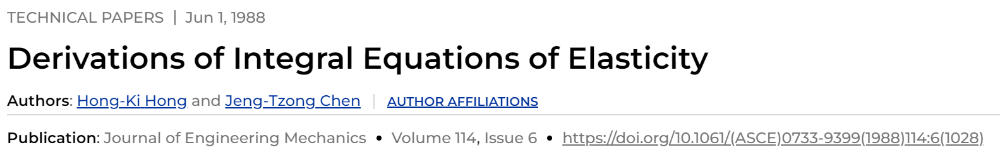 TECHNICAL PAPERS | Jun 1, 1988
Derivations of Integral Equations of Elasticity
Authors: Hong-Ki Hong and Jeng-Tzong Chen | AUTHOR AFFILIATIONS
Publication: Journal of Engineering Mechanics • Volume 114, Issue 6 • https://doi.org/10.1061/(ASCE)0733-9399(1988)114:6(1028)